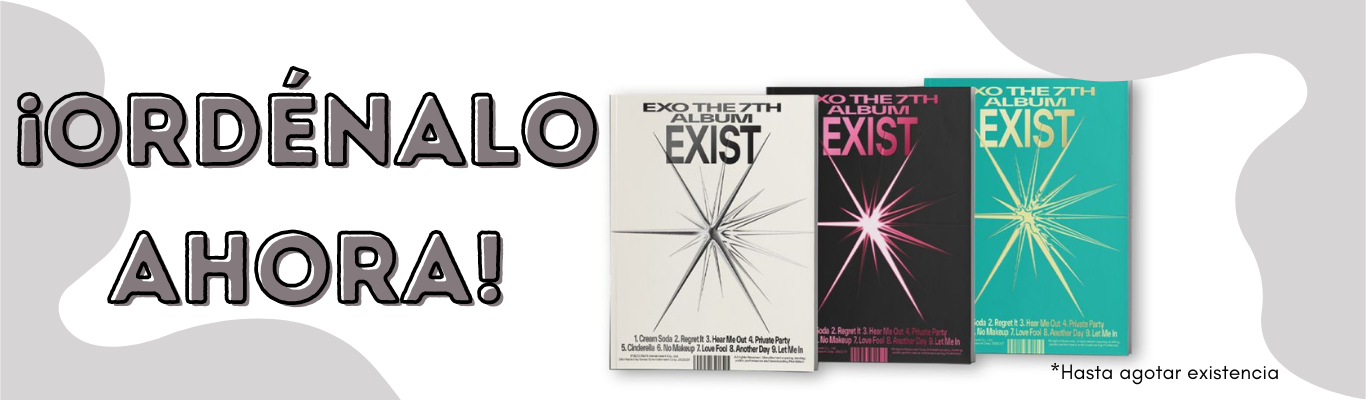 ¡ORDÉNALO
AHORA!
EXO THE 7TH
ALBUM
EXIST
1. Cream Soda 2. Regret It 3. Hear Me Out 4. Private Party
5. Cinderella 6. No Makeup 7. Love Fool 8. Another Day 9. Let Me In
EXO THE 7TH
ALBUM
EXIST
Soda 2. Regret It 3. Hear Me Out 4. Private Party
No Makeup 7. Love Fool 8. Another Day 9. Let Me In
EXO THE 7TH
ALBUM
EXIST
Soda 2. Regret It 3. Hear Me Out 4. Private Party
No Makeup 7. Love Fool 8. Another Day 9. Let Me In
*Hasta agotar existencia